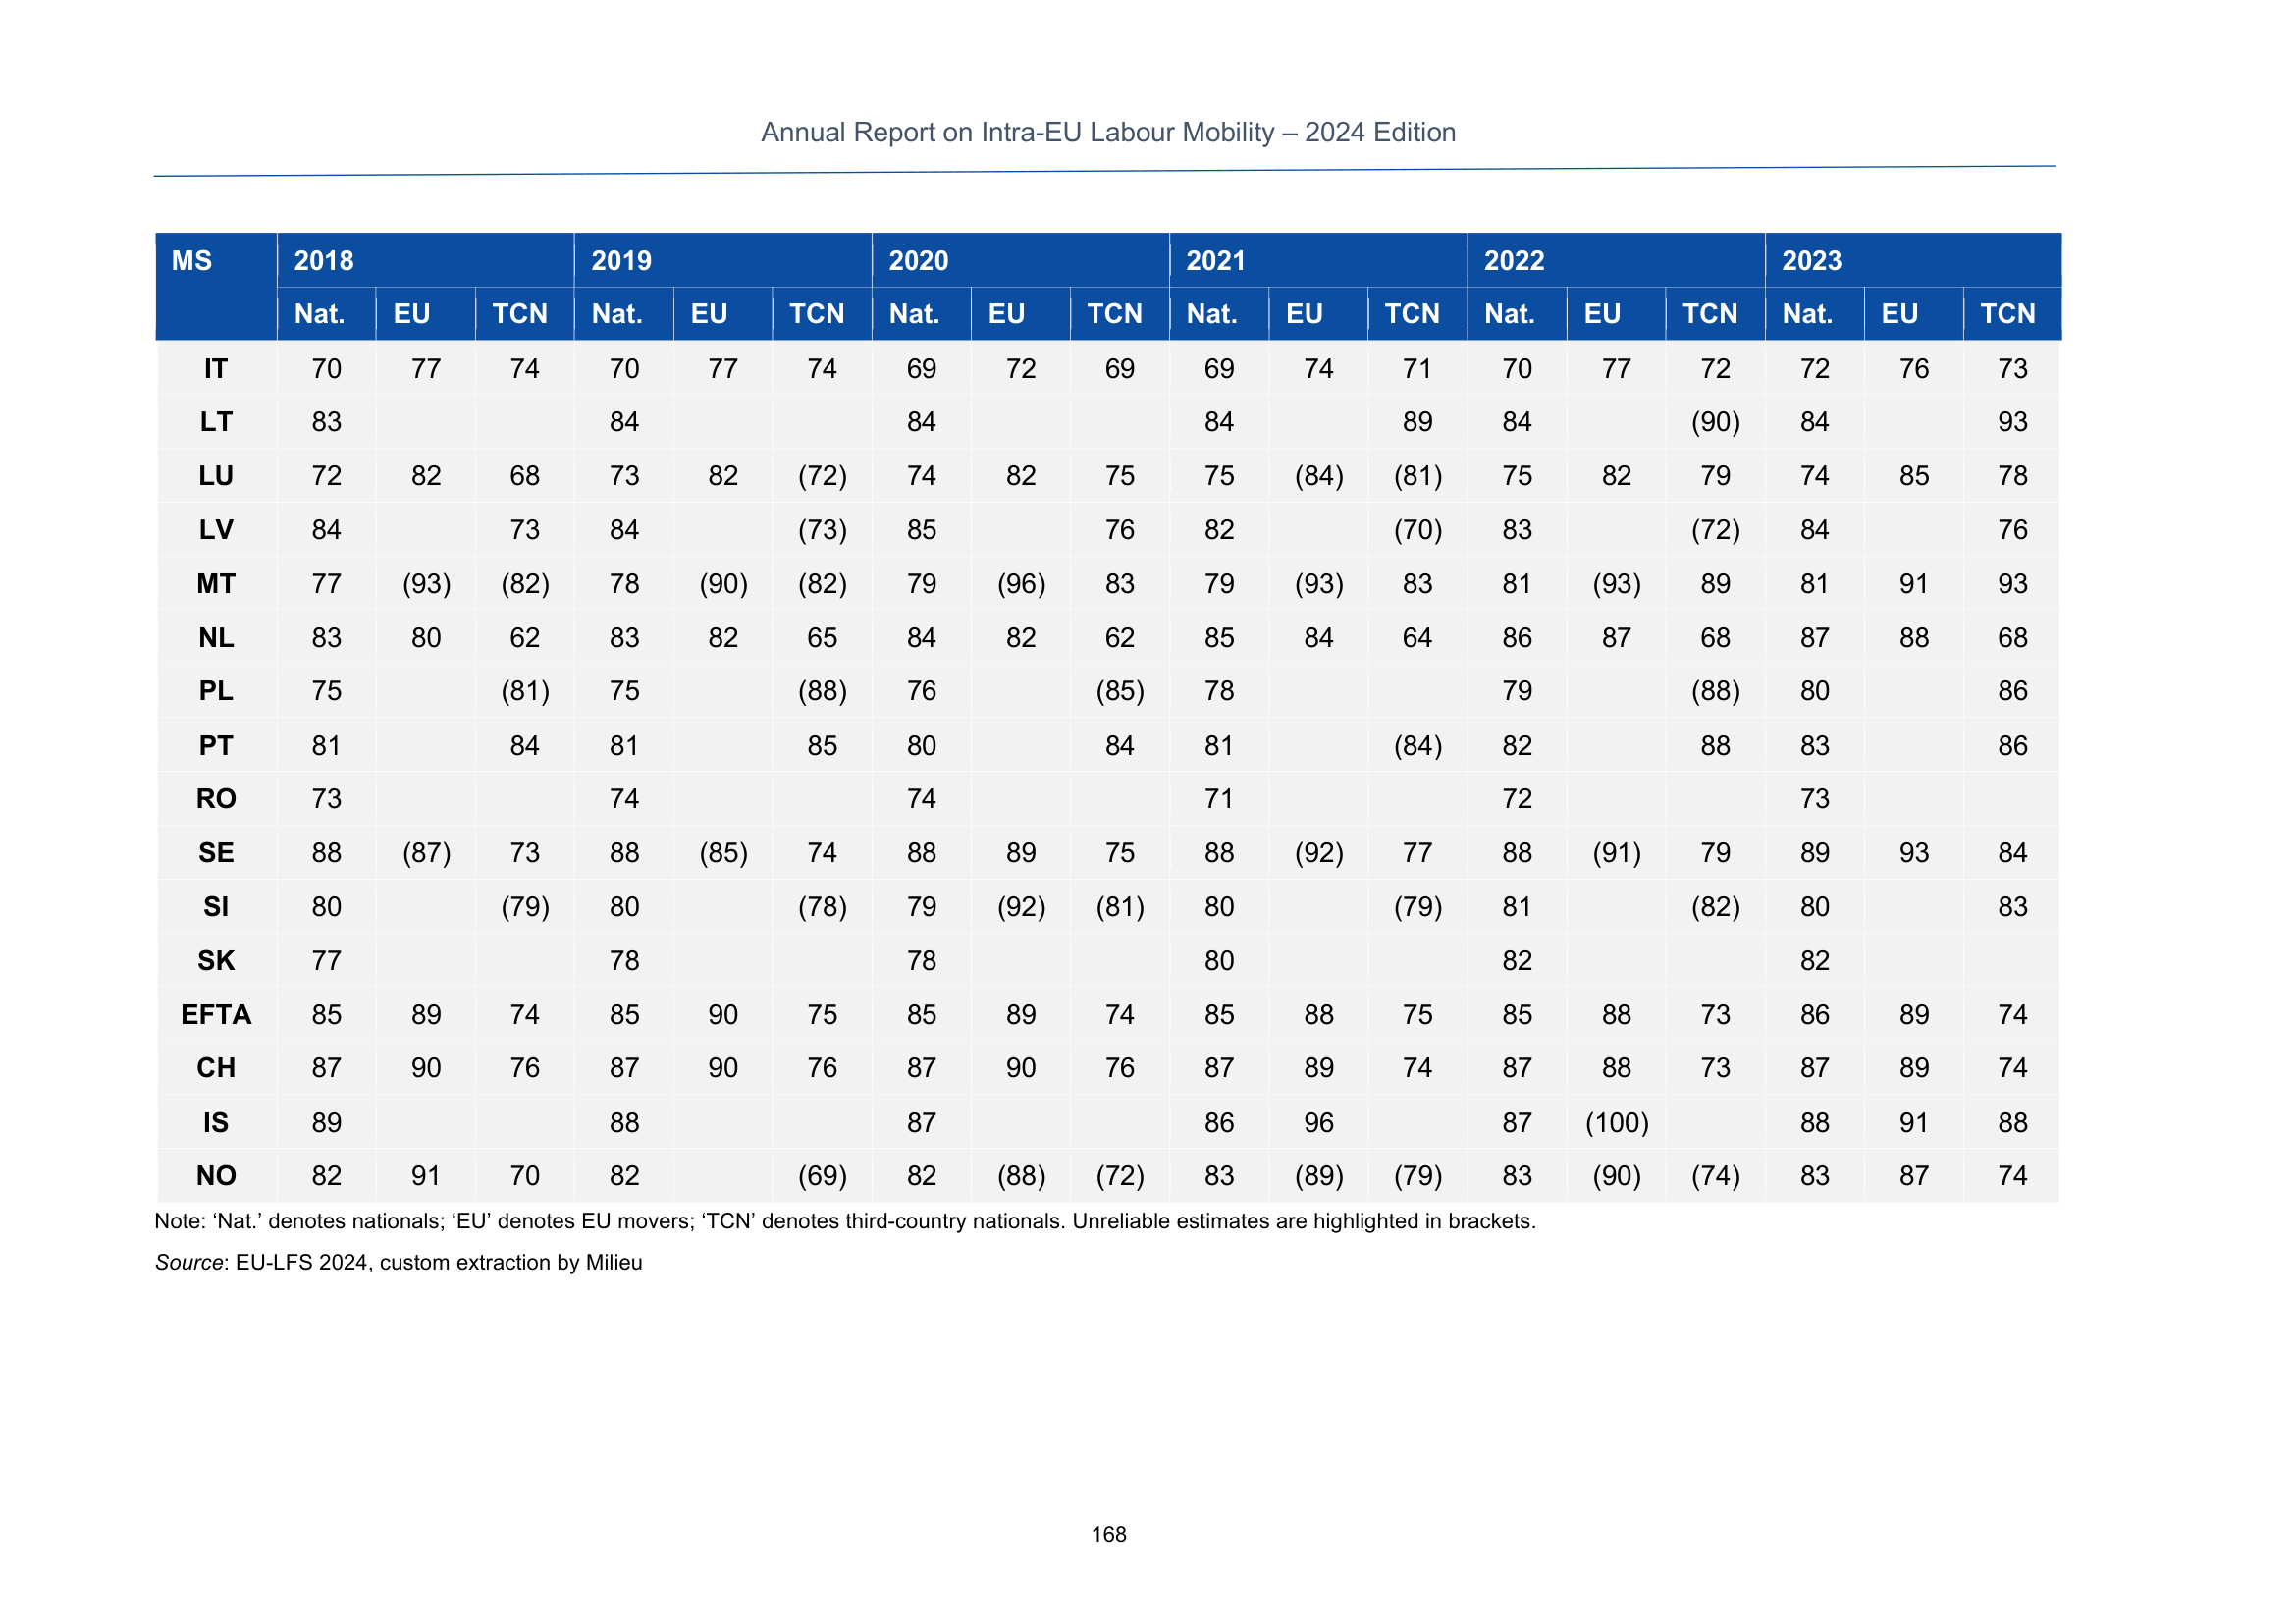 Annual Report on Intra-EU Labour Mobility – 2024 Edition
MS 2018 2019 2020 2021 2022 2023
Nat. EU TCN Nat. EU TCN Nat. EU TCN Nat. EU TCN Nat. EU TCN Nat. EU TCN
IT 70 77 74 70 77 74 69 72 69 69 74 71 70 77 72 72 76 73
LT 83 84 84 84 89 84 (90) 84 93
LU 72 82 68 73 82 (72) 74 82 75 75 (84) (81) 75 82 79 74 85 78
LV 84 73 84 (73) 85 76 82 (70) 83 (72) 84 76
MT 77 (93) (82) 78 (90) (82) 79 (96) 83 79 (93) 83 81 (93) 89 81 91 93
NL 83 80 62 83 82 65 84 82 62 85 84 64 86 87 68 87 88 68
PL 75 (81) 75 (88) 76 (85) 78 79 (88) 80 86
PT 81 84 81 85 80 84 81 (84) 82 88 83 86
RO 73 74 74 71 72 73
SE 88 (87) 73 88 (85) 74 88 89 75 88 (92) 77 88 (91) 79 89 93 84
SI 80 (79) 80 (78) 79 (92) (81) 80 (79) 81 (82) 80 83
SK 77 78 78 80 82 82
EFTA 85 89 74 85 90 75 85 89 74 85 88 75 85 88 73 86 89 74
CH 87 90 76 87 90 76 87 90 76 87 89 74 87 88 73 87 89 74
IS 89 88 87 86 96 87 (100) 88 91 88
NO 82 91 70 82 (69) 82 (88) (72) 83 (89) (79) 83 (90) (74) 83 87 74
Note: ‘Nat.’ denotes nationals; ‘EU’ denotes EU movers; ‘TCN’ denotes third-country nationals. Unreliable estimates are highlighted in brackets.
Source: EU-LFS 2024, custom extraction by Milieu
168